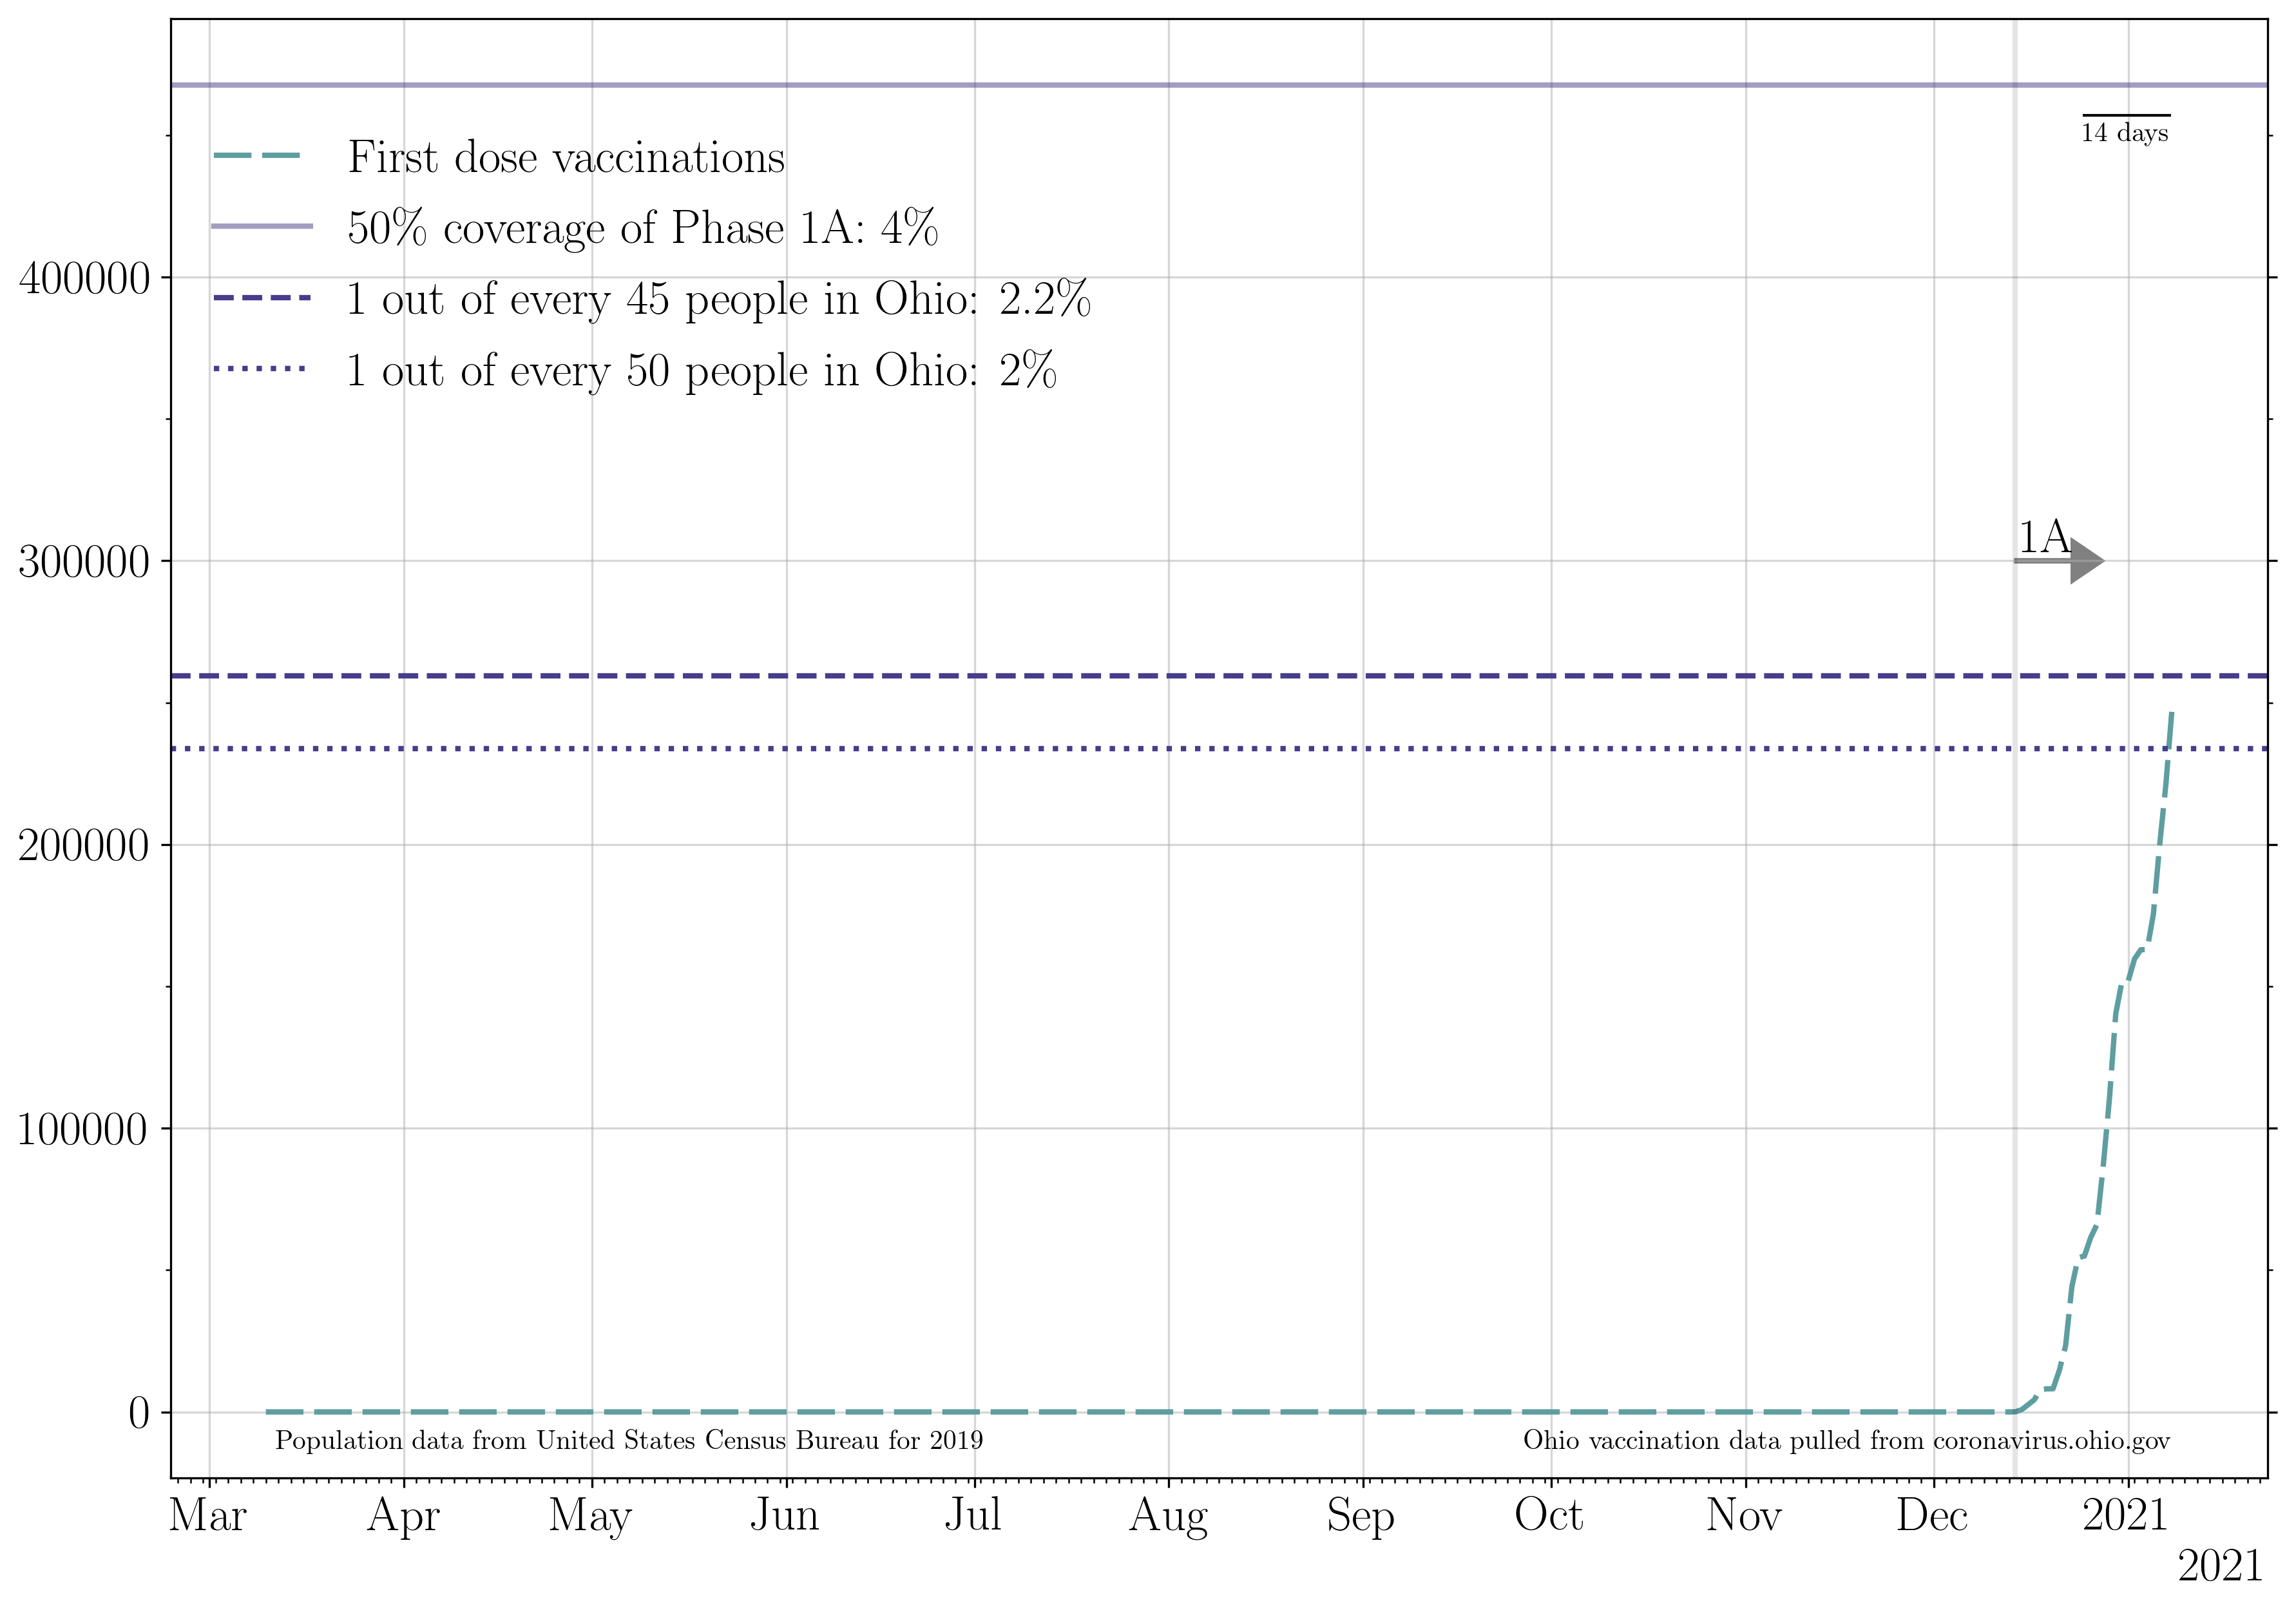 14 days
First dose vaccinations
50% coverage of Phase 1A: 4%
1 out of every 45 people in Ohio: 2.2%
1 out of every 50 people in Ohio: 2%
400000
300000
200000
100000
0
1A
Population data from United States Census Bureau for 2019
Ohio vaccination data pulled from coronavirus.ohio.gov
Mar Apr May Jun Jul Aug Sep Oct Nov Dec 2021
2021